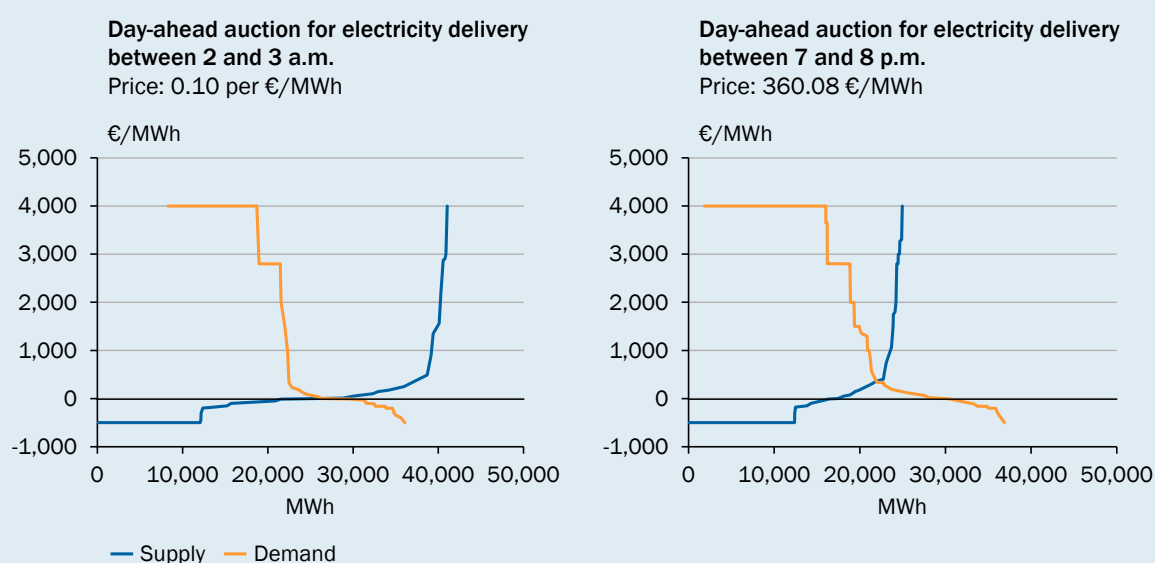 Day-ahead auction for electricity delivery
between 2 and 3 a.m.
Price: 0.10 per €/MWh
€/MWh
5,000
4,000
3,000
2,000
1,000
0
-1,000
0 10,000 20,000 30,000 40,000 50,000
MWh
Supply Demand
Day-ahead auction for electricity delivery
between 7 and 8 p.m.
Price: 360.08 €/MWh
€/MWh
5,000
4,000
3,000
2,000
1,000
0
-1,000
0 10,000 20,000 30,000 40,000 50,000
MWh